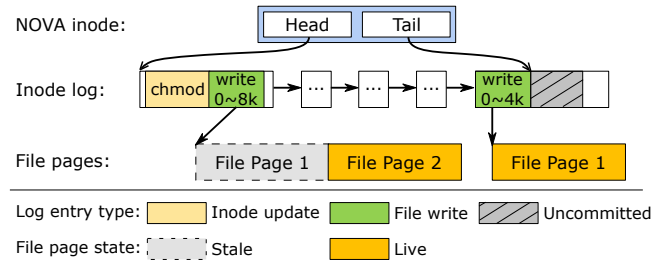 NOVA inode: Head Tail
Inode log: chmod write 0~8k ... ... ... write 0~4k
File pages: File Page 1 File Page 2 File Page 1
Log entry type: Inode update File write Uncommitted
File page state: Stale Live